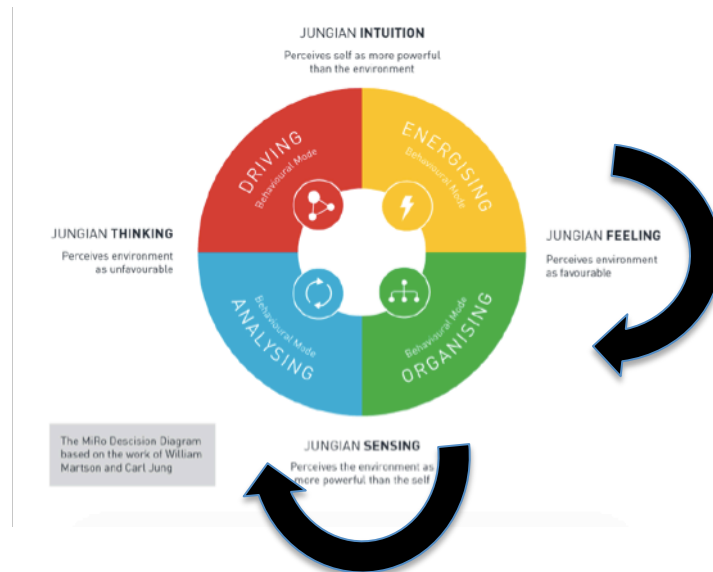 JUNGIAN INTUITION
Perceives self as more powerful
than the environment
DRIVING
Behavioural Mode
ENERGISING
Behavioural Mode
JUNGIAN THINKING
Perceives environment
as unfavourable
JUNGIAN FEELING
Perceives environment
as favourable
Behavioural Mode
ANALYSING
Behavioural Mode
ORGANISING
The MiRo Descision Diagram
based on the work of William
Martson and Carl Jung
JUNGIAN SENSING
Perceives the environment as
more powerful than the self